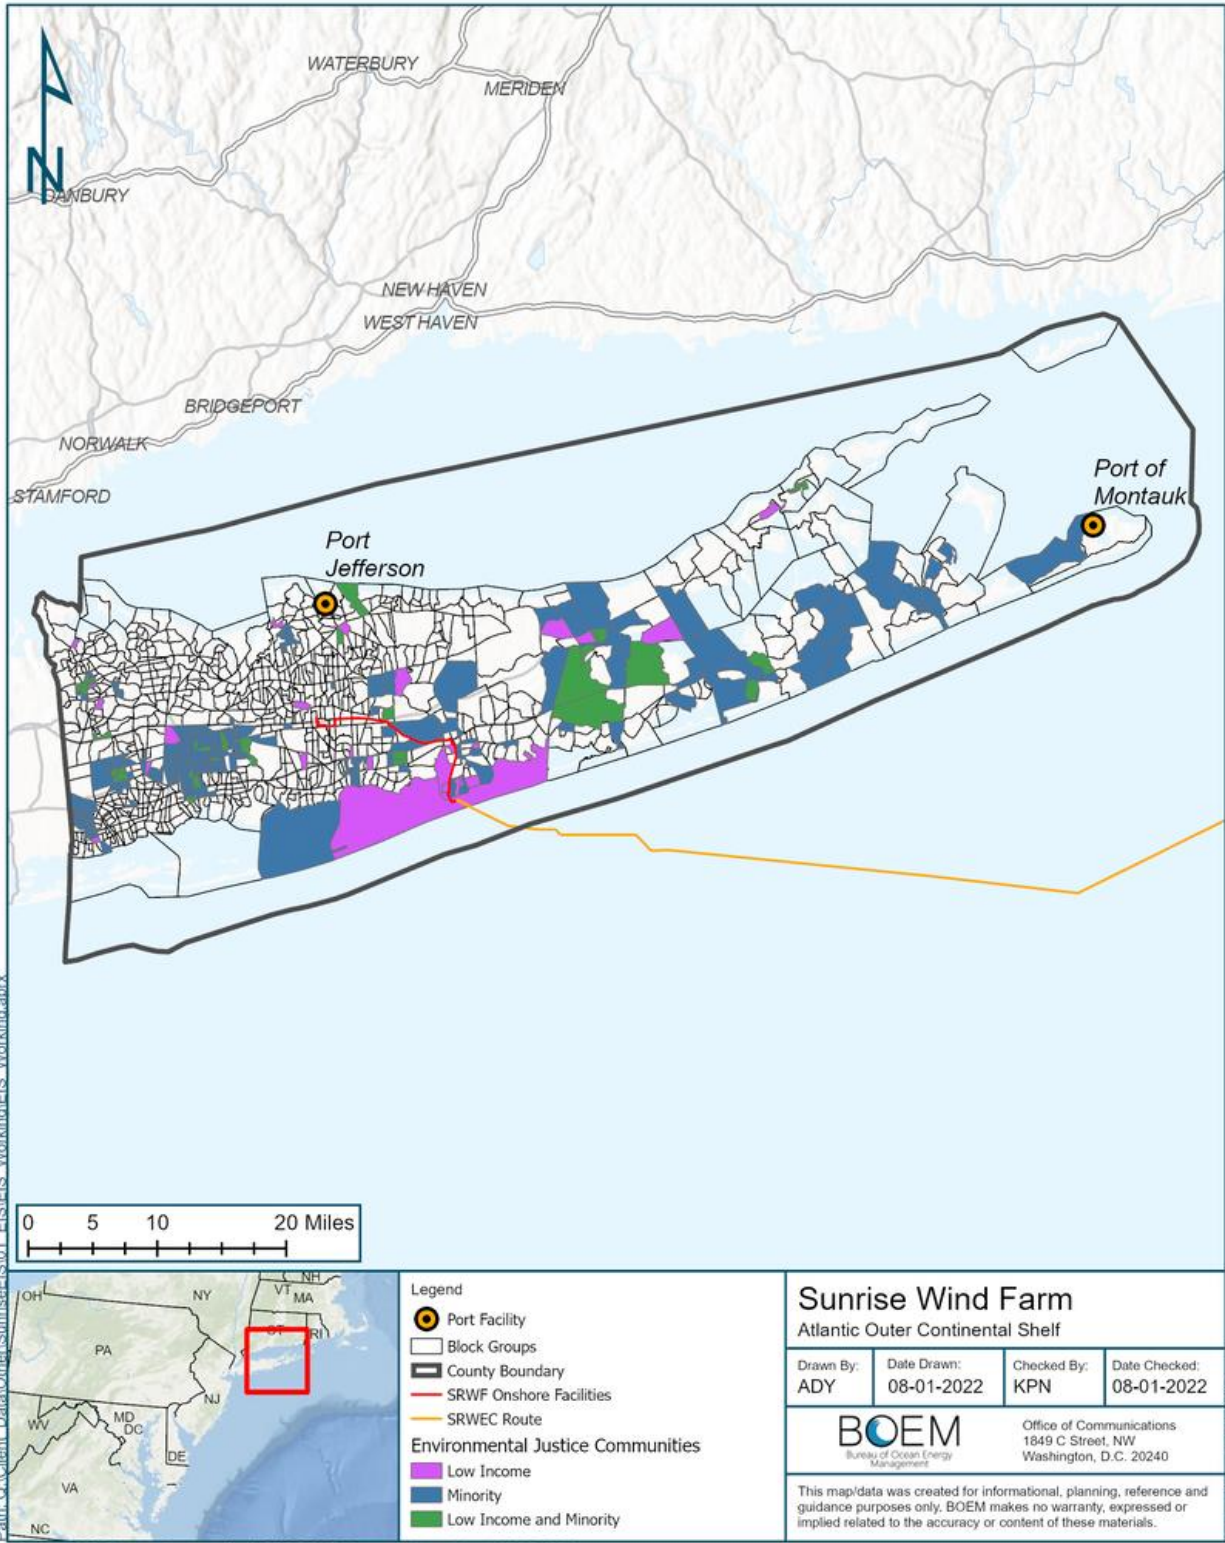 WATERBURY
MERIDEN
N
DANBURY
NEW HAVEN
WEST HAVEN
BRIDGEPORT
NORWALK
STAMFORD
Port of
Montauk
Port
Jefferson
0 5 10 20 Miles
OH
NY
VT
NH
MA
CT
RI
PA
NJ
WV
MD
DC
DE
VA
NC
Legend
Port Facility
Block Groups
County Boundary
SRWF Onshore Facilities
SRWEC Route
Environmental Justice Communities
Low Income
Minority
Low Income and Minority
Sunrise Wind Farm
Atlantic Outer Continental Shelf
Drawn By:
ADY
Date Drawn:
08-01-2022
Checked By:
KPN
Date Checked:
08-01-2022
BOEM
Bureau of Ocean Energy
Management
Office of Communications
1849 C Street, NW
Washington, D.C. 20240
This map/data was created for informational, planning, reference and
guidance purposes only. BOEM makes no warranty, expressed or
implied related to the accuracy or content of these materials.